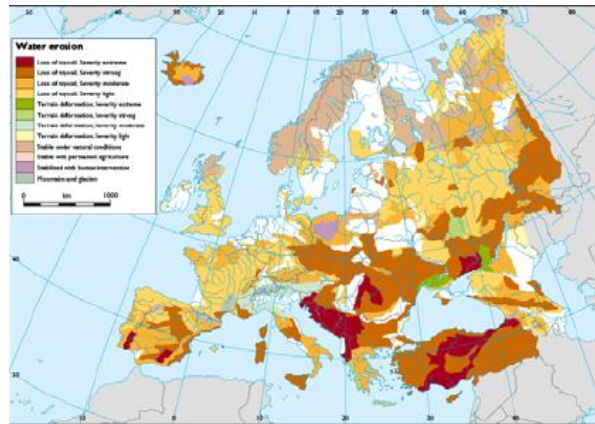 Water erosion
Loss of topsoil, Severity extreme
Loss of topsoil, Severity strong
Loss of topsoil, Severity moderate
Loss of topsoil, Severity light
Terrain deformation, Severity extreme
Terrain deformation, Severity strong
Terrain deformation, Severity moderate
Terrain deformation, Severity light
Stable under natural conditions
Stable with permanent agriculture
Stabilised with human intervention
Mountain and glaciers
0 km 1000